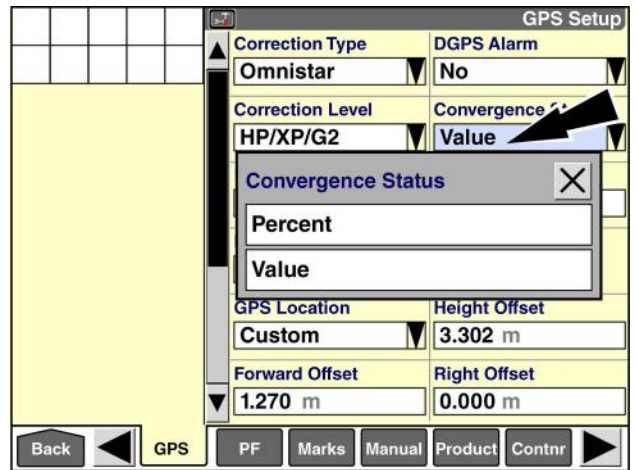 GPS Setup
Correction Type
DGPS Alarm
Omnistar
No
Correction Level
Convergence
HP/XP/G2
Value
Convergence Status
Percent
Value
GPS Location
Height Offset
Custom
3.302 m
Forward Offset
Right Offset
1.270 m
0.000 m
Back
GPS
PF
Marks
Manual
Product
Contnr